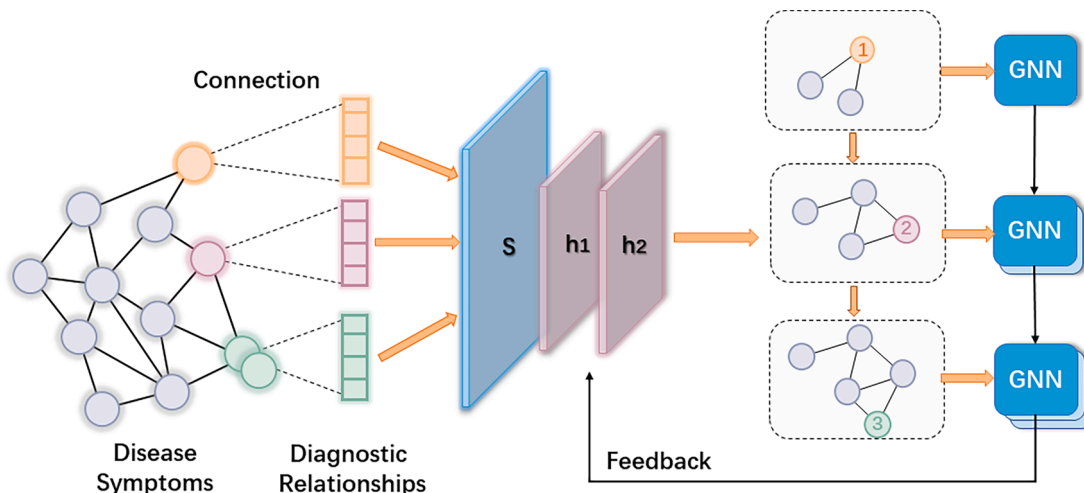 Connection
S
h1
h2
1
GNN
2
GNN
3
GNN
Disease
Symptoms
Diagnostic
Relationships
Feedback